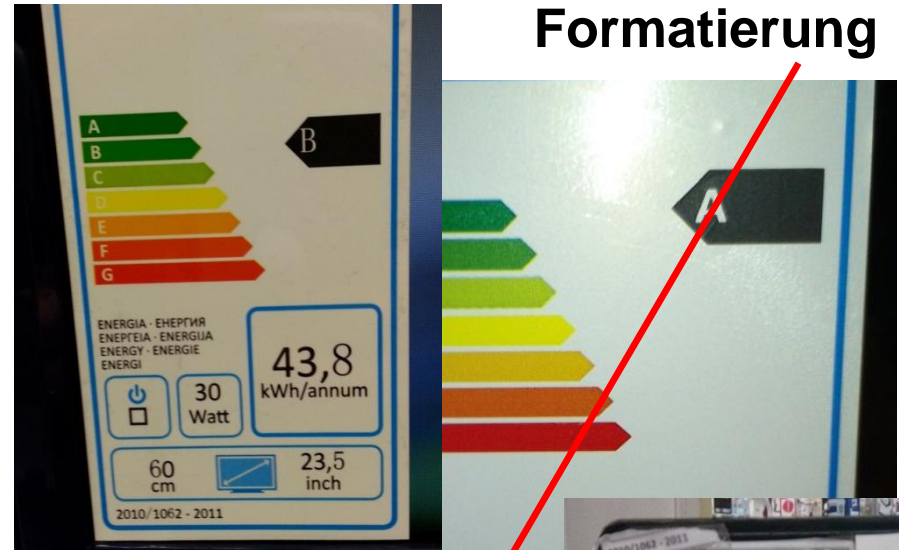 Formatierung
A
B
C
D
E
F
G
B
A
ENERGIA · ЕНЕРГИЯ
ΕΝΕΡΓΕΙΑ · ENERGIJA
ENERGY · ENERGIE
ENERGI
43,8
kWh/annum
30
Watt
60
cm
23,5
inch
2010/1062 - 2011
2010/1062 - 2011